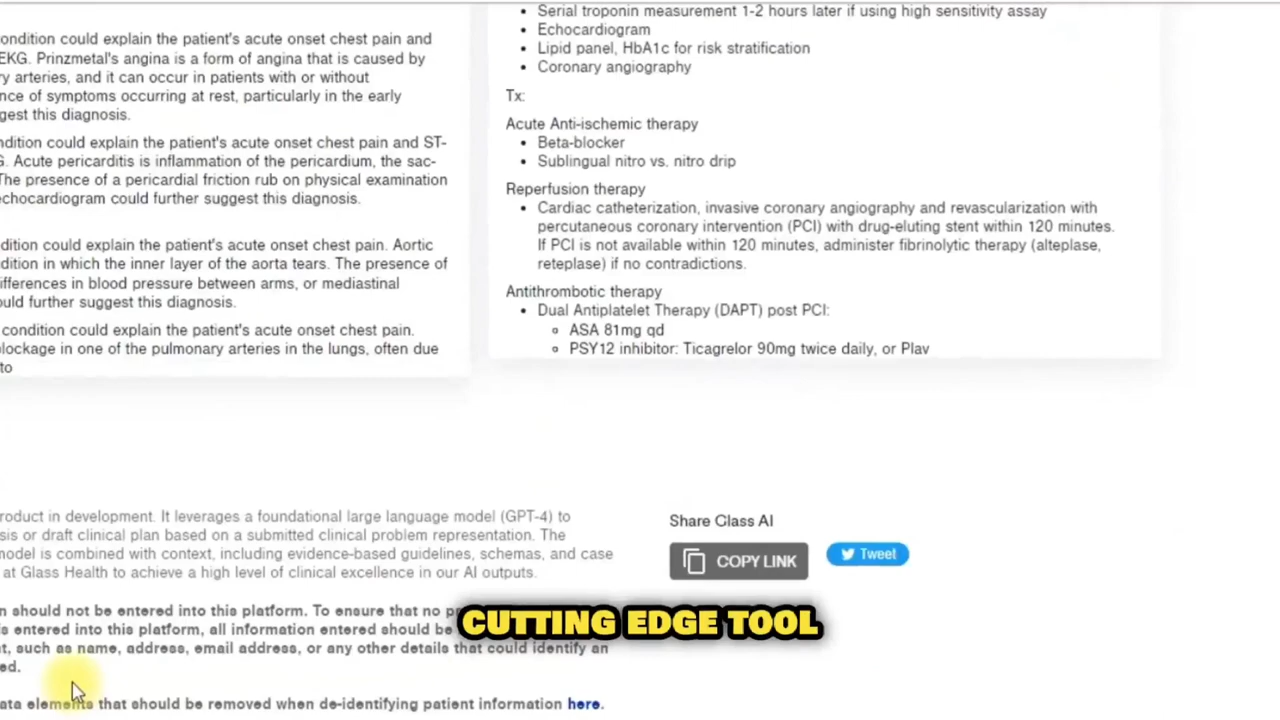 ondition could explain the patient's acute onset chest pain and
EKG. Prinzmetal's angina is a form of angina that is caused by
ry arteries, and it can occur in patients with or without
nce of symptoms occurring at rest, particularly in the early
gest this diagnosis.
ndition could explain the patient's acute onset chest pain and ST-
G. Acute pericarditis is inflammation of the pericardium, the sac-
The presence of a pericardial friction rub on physical examination
echocardiogram could further suggest this diagnosis.
dition could explain the patient's acute onset chest pain. Aortic
dition in which the inner layer of the aorta tears. The presence of
ifferences in blood pressure between arms, or mediastinal
ould further suggest this diagnosis.
condition could explain the patient's acute onset chest pain.
lockage in one of the pulmonary arteries in the lungs, often due
to
• Serial troponin measurement 1-2 hours later if using high sensitivity assay
• Echocardiogram
• Lipid panel, HbA1c for risk stratification
• Coronary angiography
Tx:
Acute Anti-ischemic therapy
• Beta-blocker
• Sublingual nitro vs. nitro drip
Reperfusion therapy
• Cardiac catheterization, invasive coronary angiography and revascularization with
percutaneous coronary intervention (PCI) with drug-eluting stent within 120 minutes.
If PCI is not available within 120 minutes, administer fibrinolytic therapy (alteplase,
reteplase) if no contradictions.
Antithrombotic therapy
• Dual Antiplatelet Therapy (DAPT) post PCI:
○ ASA 81mg qd
○ PSY12 inhibitor: Ticagrelor 90mg twice daily, or Plav
roduct in development. It leverages a foundational large language model (GPT-4) to
sis or draft clinical plan based on a submitted clinical problem representation. The
model is combined with context, including evidence-based guidelines, schemas, and case
at Glass Health to achieve a high level of clinical excellence in our AI outputs.
n should not be entered into this platform. To ensure that no p
s entered into this platform, all information entered should be
t, such as name, address, email address, or any other details that could identify an
ed.
ata elements that should be removed when de-identifying patient information here.
Share Glass AI
COPY LINK
Tweet
CUTTING EDGE TOOL